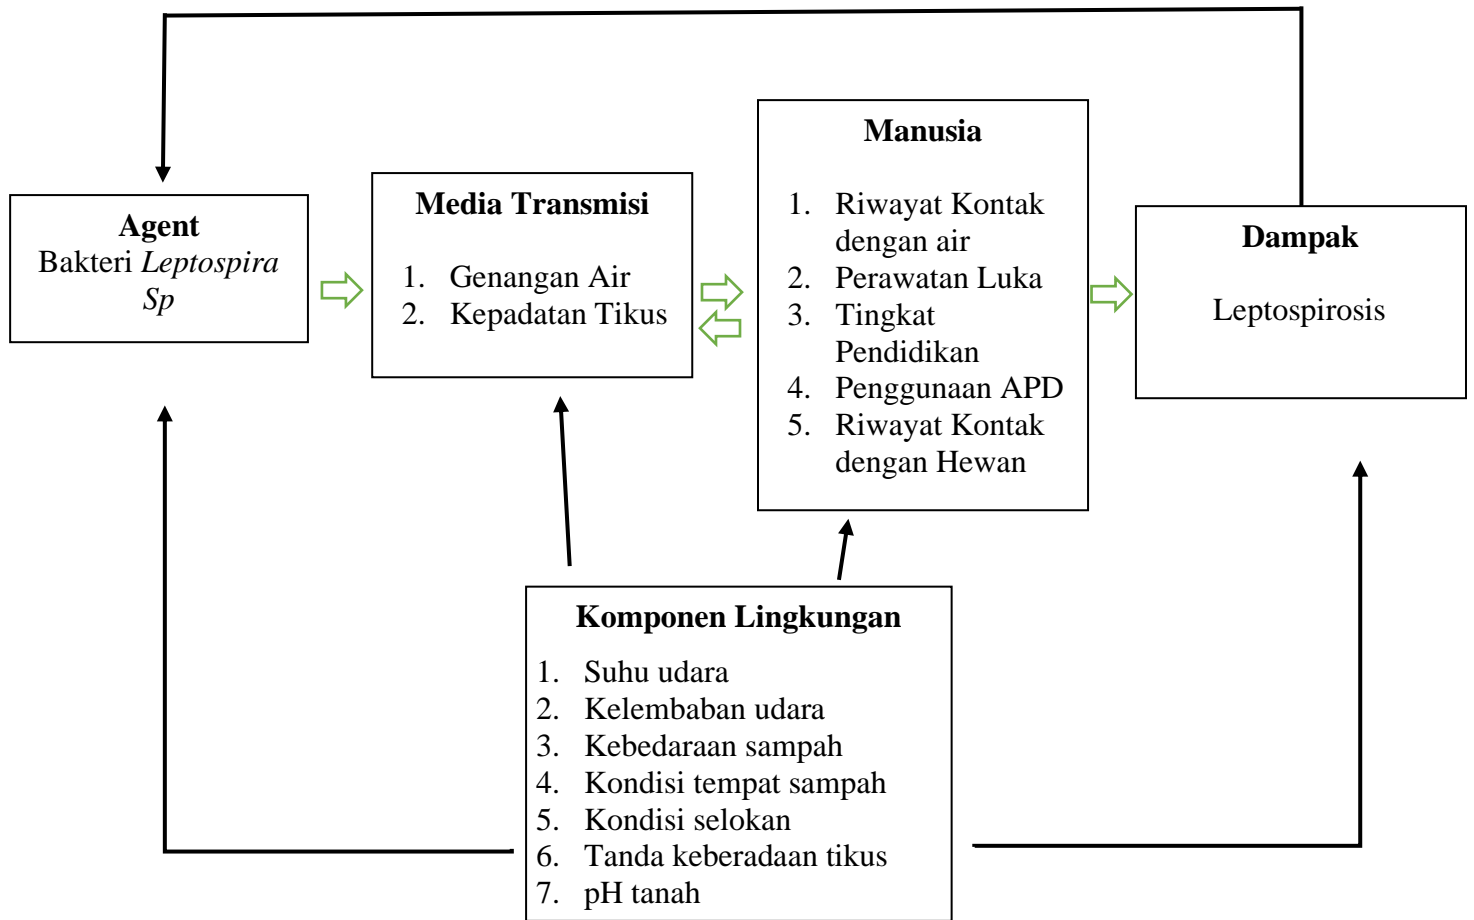 Agent
Bakteri Leptospira
Sp
Media Transmisi
1. Genangan Air
2. Kepadatan Tikus
Manusia
1. Riwayat Kontak
dengan air
2. Perawatan Luka
3. Tingkat
Pendidikan
4. Penggunaan APD
5. Riwayat Kontak
dengan Hewan
Dampak
Leptospirosis
Komponen Lingkungan
1. Suhu udara
2. Kelembaban udara
3. Kebedaraan sampah
4. Kondisi tempat sampah
5. Kondisi selokan
6. Tanda keberadaan tikus
7. pH tanah